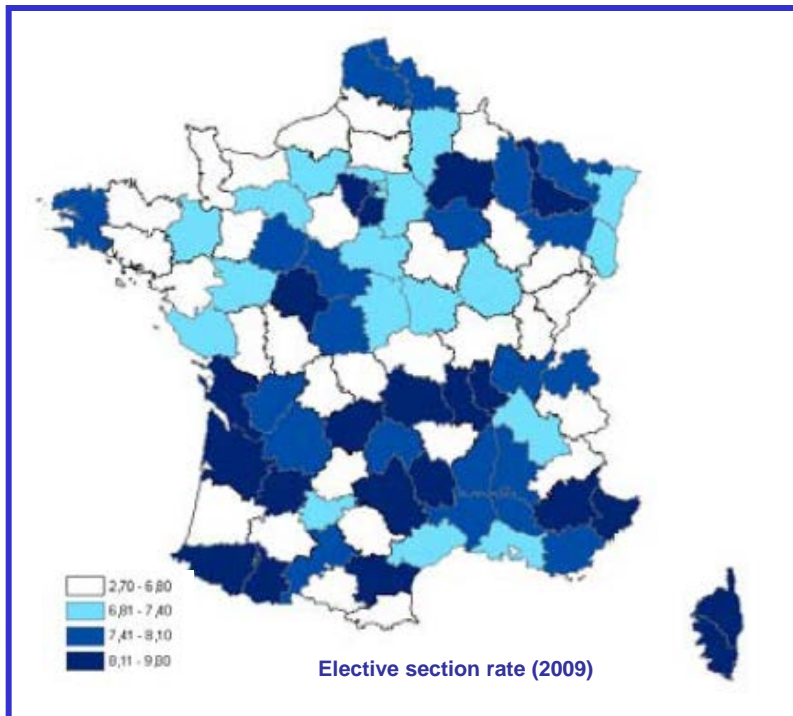 2,70 - 6,80
6,81 - 7,40
7,41 - 8,10
8,11 - 9,80
Elective section rate (2009)